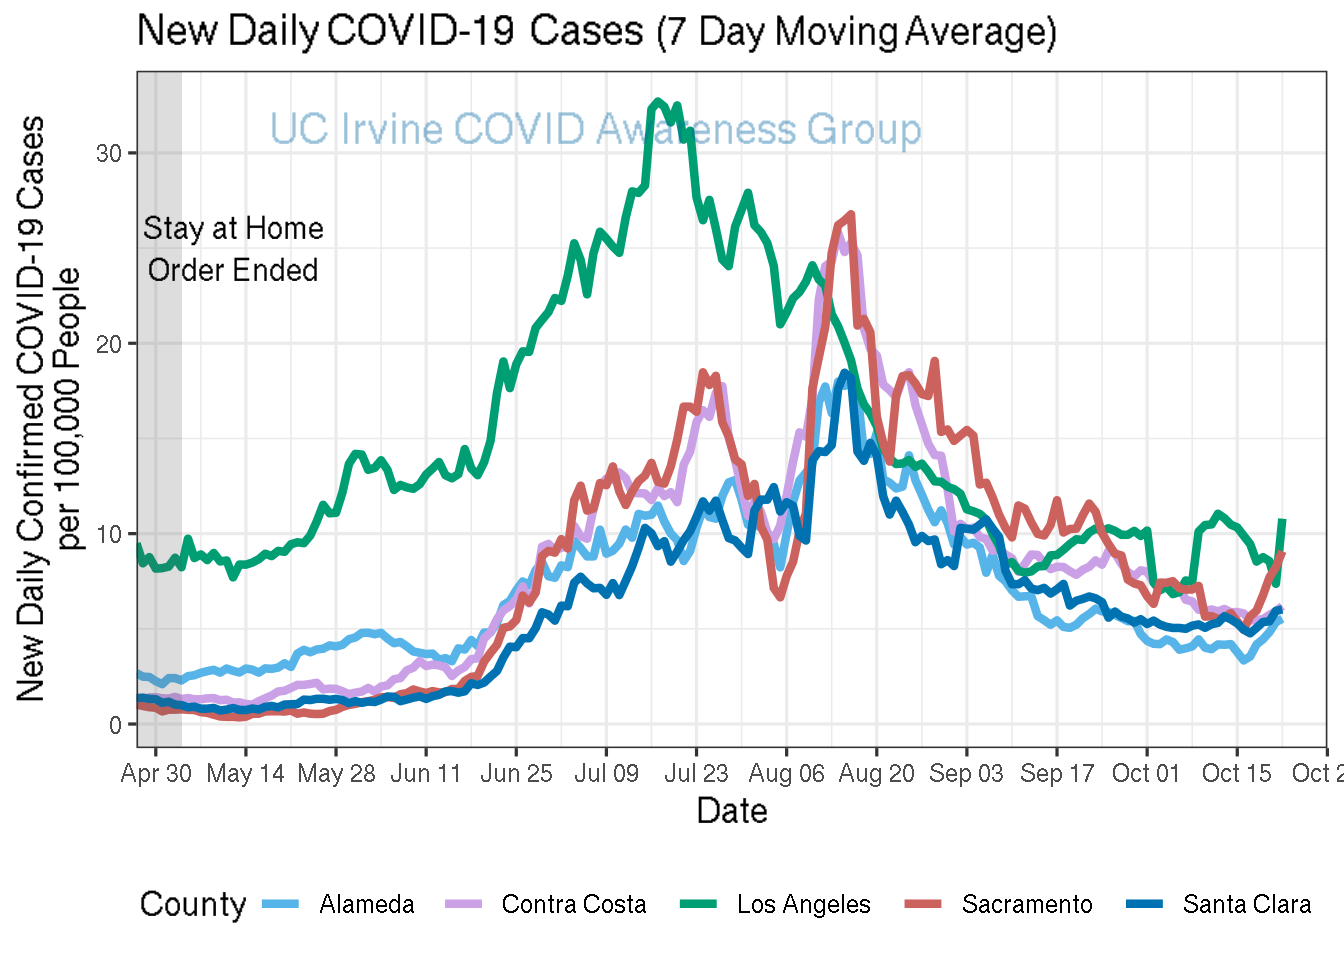 New Daily COVID-19 Cases (7 Day Moving Average)
UC Irvine COVID Awareness Group
Stay at Home
Order Ended
New Daily Confirmed COVID-19 Cases
per 100,000 People
30
20
10
0
Apr 30 May 14 May 28 Jun 11 Jun 25 Jul 09 Jul 23 Aug 06 Aug 20 Sep 03 Sep 17 Oct 01 Oct 15 Oct 2
Date
County Alameda Contra Costa Los Angeles Sacramento Santa Clara